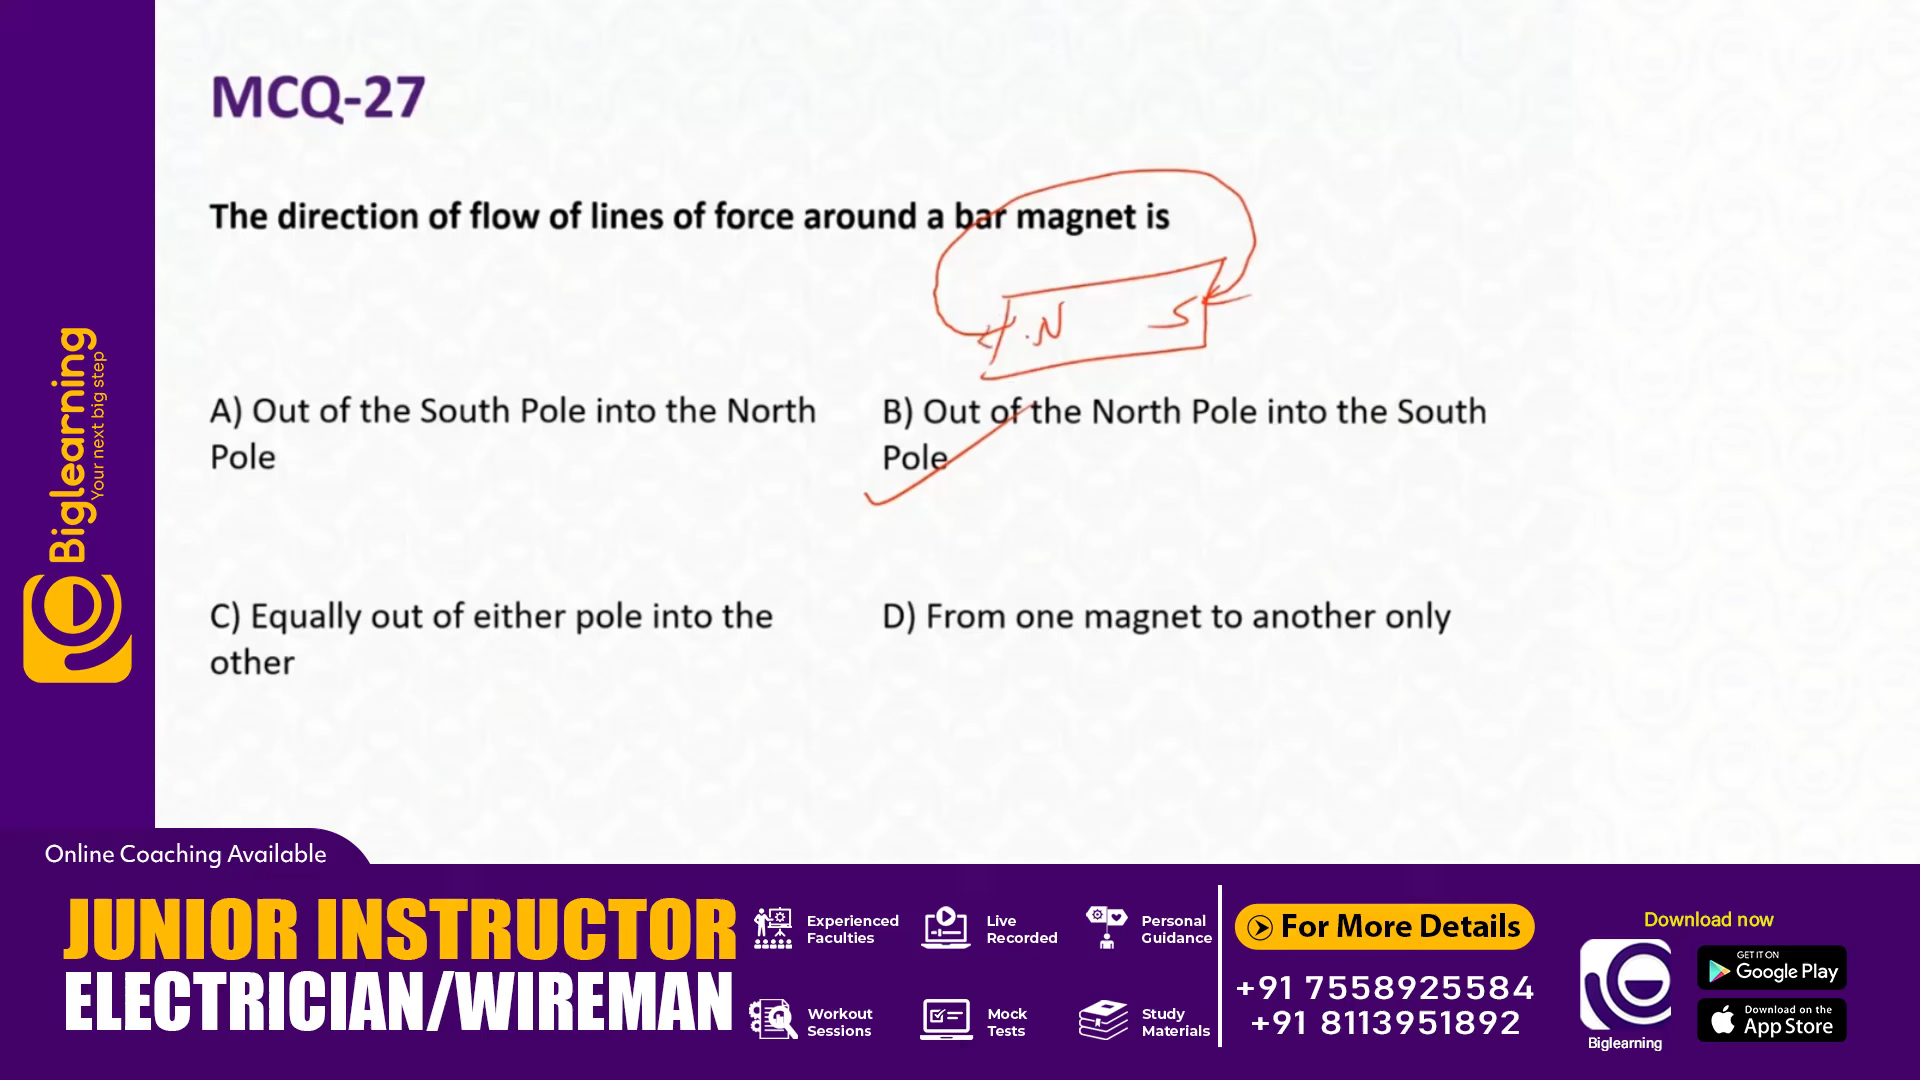 MCQ-27
The direction of flow of lines of force around a bar magnet is
N S
A) Out of the South Pole into the North
Pole
B) Out of the North Pole into the South
Pole
C) Equally out of either pole into the
other
D) From one magnet to another only
Biglearning
Your next big step
Online Coaching Available
JUNIOR INSTRUCTOR
ELECTRICIAN/WIREMAN
Experienced
Faculties
Live
Recorded
Personal
Guidance
Workout
Sessions
Mock
Tests
Study
Materials
For More Details
+91 7558925584
+91 8113951892
Download now
Biglearning
GET IT ON
Google Play
Download on the
App Store